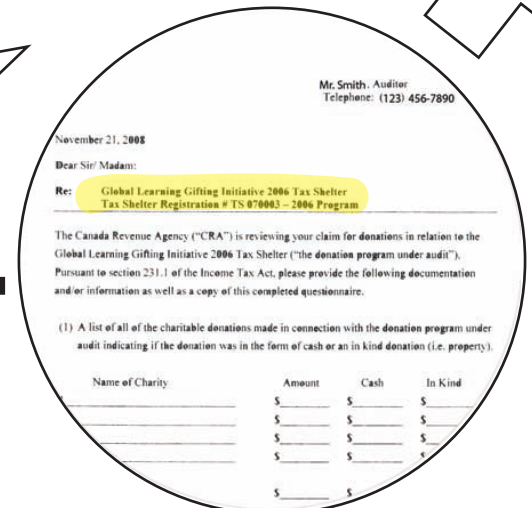 Mr. Smith. Auditor
Telephone: (123) 456-7890
November 21, 2008
Dear Sir/ Madam:
Re: Global Learning Gifting Initiative 2006 Tax Shelter
Tax Shelter Registration # TS 070003 – 2006 Program
The Canada Revenue Agency ("CRA") is reviewing your claim for donations in relation to the
Global Learning Gifting Initiative 2006 Tax Shelter ("the donation program under audit").
Pursuant to section 231.1 of the Income Tax Act, please provide the following documentation
and/or information as well as a copy of this completed questionnaire.
(1) A list of all of the charitable donations made in connection with the donation program under
audit indicating if the donation was in the form of cash or an in kind donation (i.e. property).
Name of Charity Amount Cash In Kind
$ $ $
$ $ $
$ $ $
$ $ $
$ $